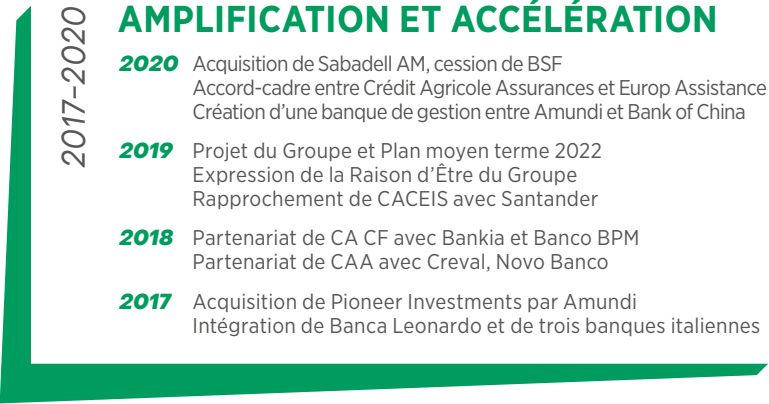 2017-2020
AMPLIFICATION ET ACCÉLÉRATION
2020 Acquisition de Sabadell AM, cession de BSF
Accord-cadre entre Crédit Agricole Assurances et Europ Assistance
Création d’une banque de gestion entre Amundi et Bank of China
2019 Projet du Groupe et Plan moyen terme 2022
Expression de la Raison d’Être du Groupe
Rapprochement de CACEIS avec Santander
2018 Partenariat de CA CF avec Bankia et Banco BPM
Partenariat de CAA avec Creval, Novo Banco
2017 Acquisition de Pioneer Investments par Amundi
Intégration de Banca Leonardo et de trois banques italiennes